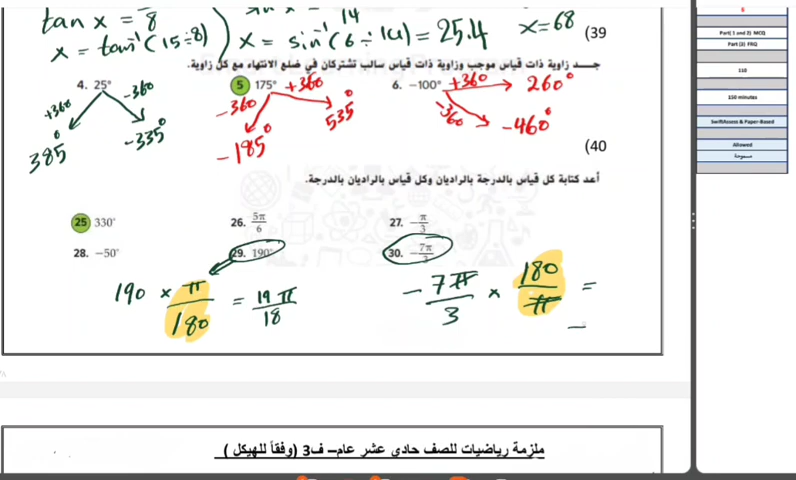 tan x = 8
x = tan⁻¹(15÷8)
14
x = sin⁻¹(6 ÷ 14) = 25.4
x=68
(39
جـــد زاوية ذات قياس موجب وزاوية ذات قياس سالب تشتركان في ضلع الانتهاء مع كل زاوية.
4. 25°
+360
-360
385°
-335°
5 175°
+360
-360
535°
-185°
6. −100°
+360
260°
-360
-460°
(40
أعد كتابة كل قياس بالدرجة بالراديان وكل قياس بالراديان بالدرجة.
25 330°
26. 5π/6
27. −π/3
28. −50°
29. 190°
30. −7π/3
190 × π/180 = 19π/18
− 7π/3 × 180/π =
ملزمة رياضيات للصف حادي عشر عام– ف3 (وفقاً للهيكل )
Part( 1 and 2) MCQ
Part (3) FRQ
110
150 minutes
SwiftAssess & Paper-Based
Allowed
مسموحة